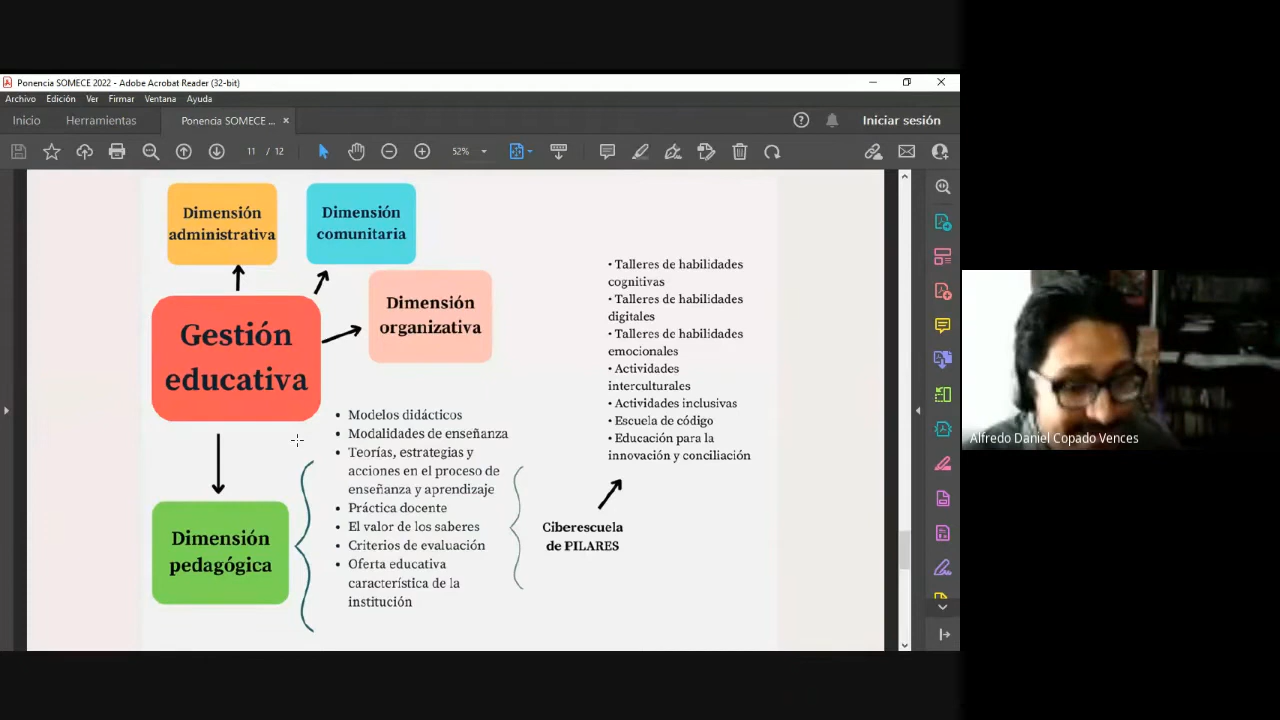 Ponencia SOMECE 2022 - Adobe Acrobat Reader (32-bit)
Archivo Edición Ver Firmar Ventana Ayuda
Inicio Herramientas Ponencia SOMECE ... × Iniciar sesión
11 / 12 52%
Dimensión
administrativa
Dimensión
comunitaria
Dimensión
organizativa
Gestión
educativa
Dimensión
pedagógica
• Modelos didácticos
• Modalidades de enseñanza
• Teorías, estrategias y
acciones en el proceso de
enseñanza y aprendizaje
• Práctica docente
• El valor de los saberes
• Criterios de evaluación
• Oferta educativa
característica de la
institución
Ciberescuela
de PILARES
• Talleres de habilidades
cognitivas
• Talleres de habilidades
digitales
• Talleres de habilidades
emocionales
• Actividades
interculturales
• Actividades inclusivas
• Escuela de código
• Educación para la
innovación y conciliación
Alfredo Daniel Copado Vences